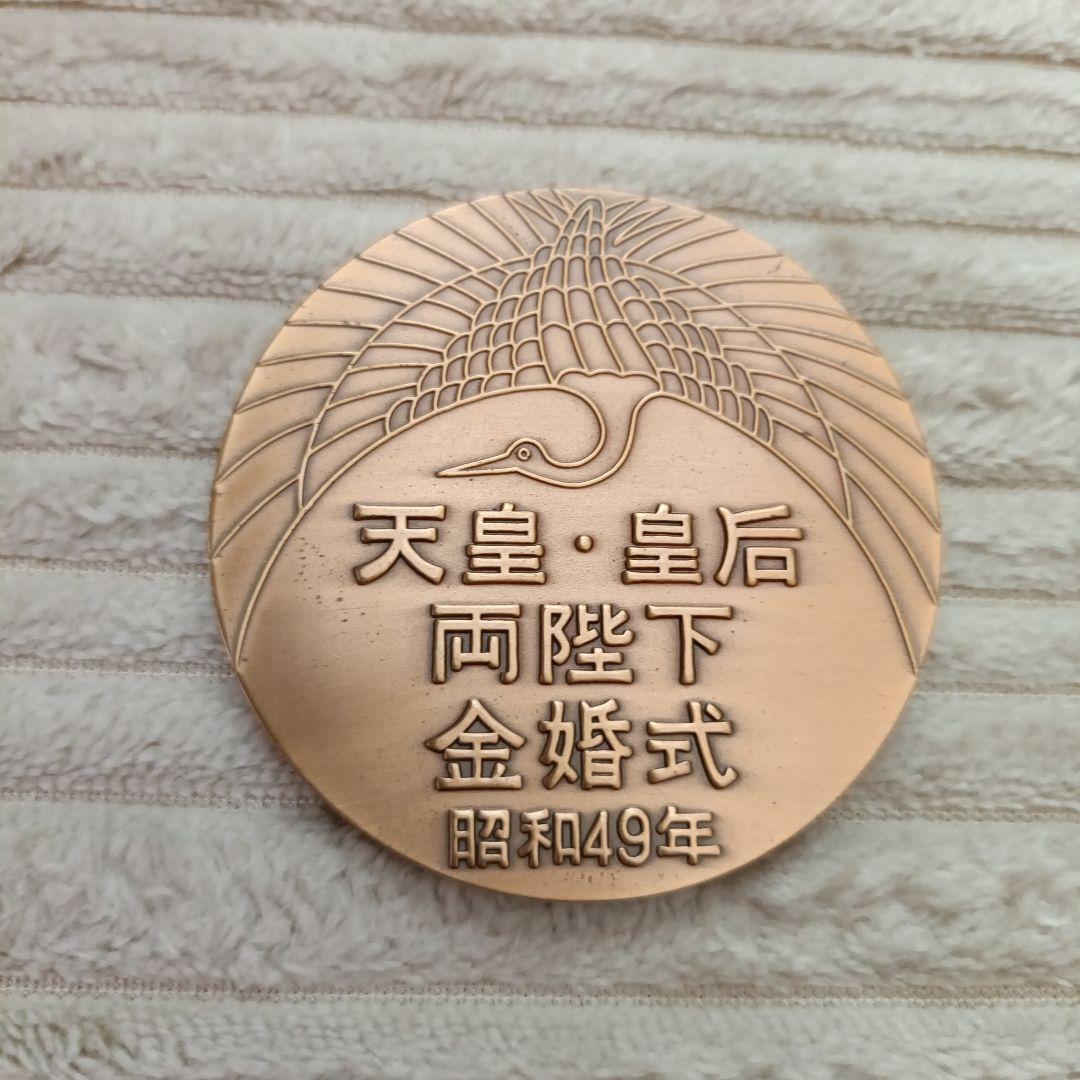 天皇・皇后
両陛下
金婚式
昭和49年